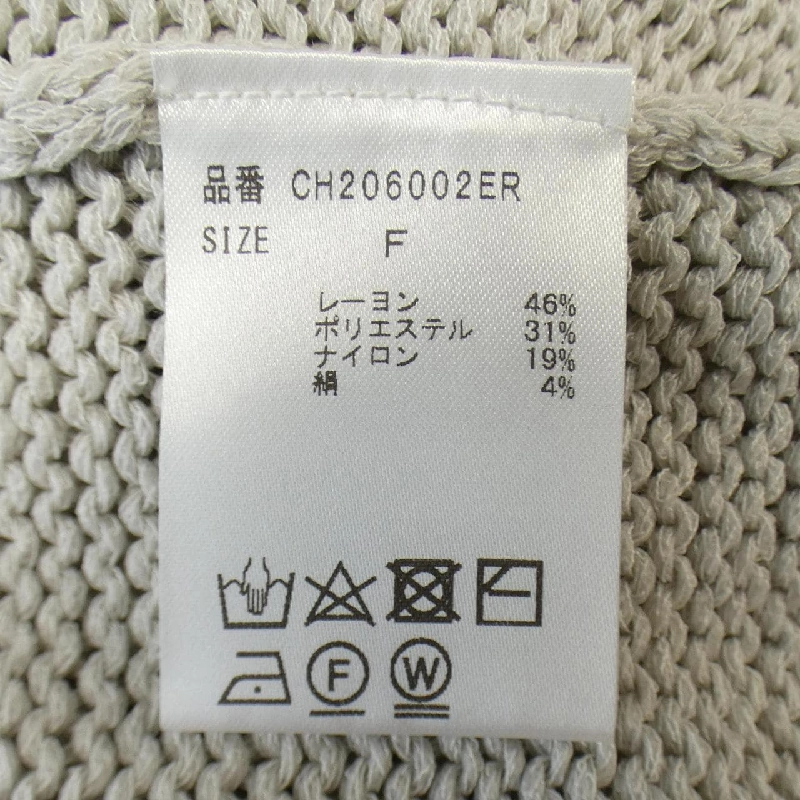 品番 CH206002ER
SIZE F
レーヨン 46%
ポリエステル 31%
ナイロン 19%
絹 4%
F W